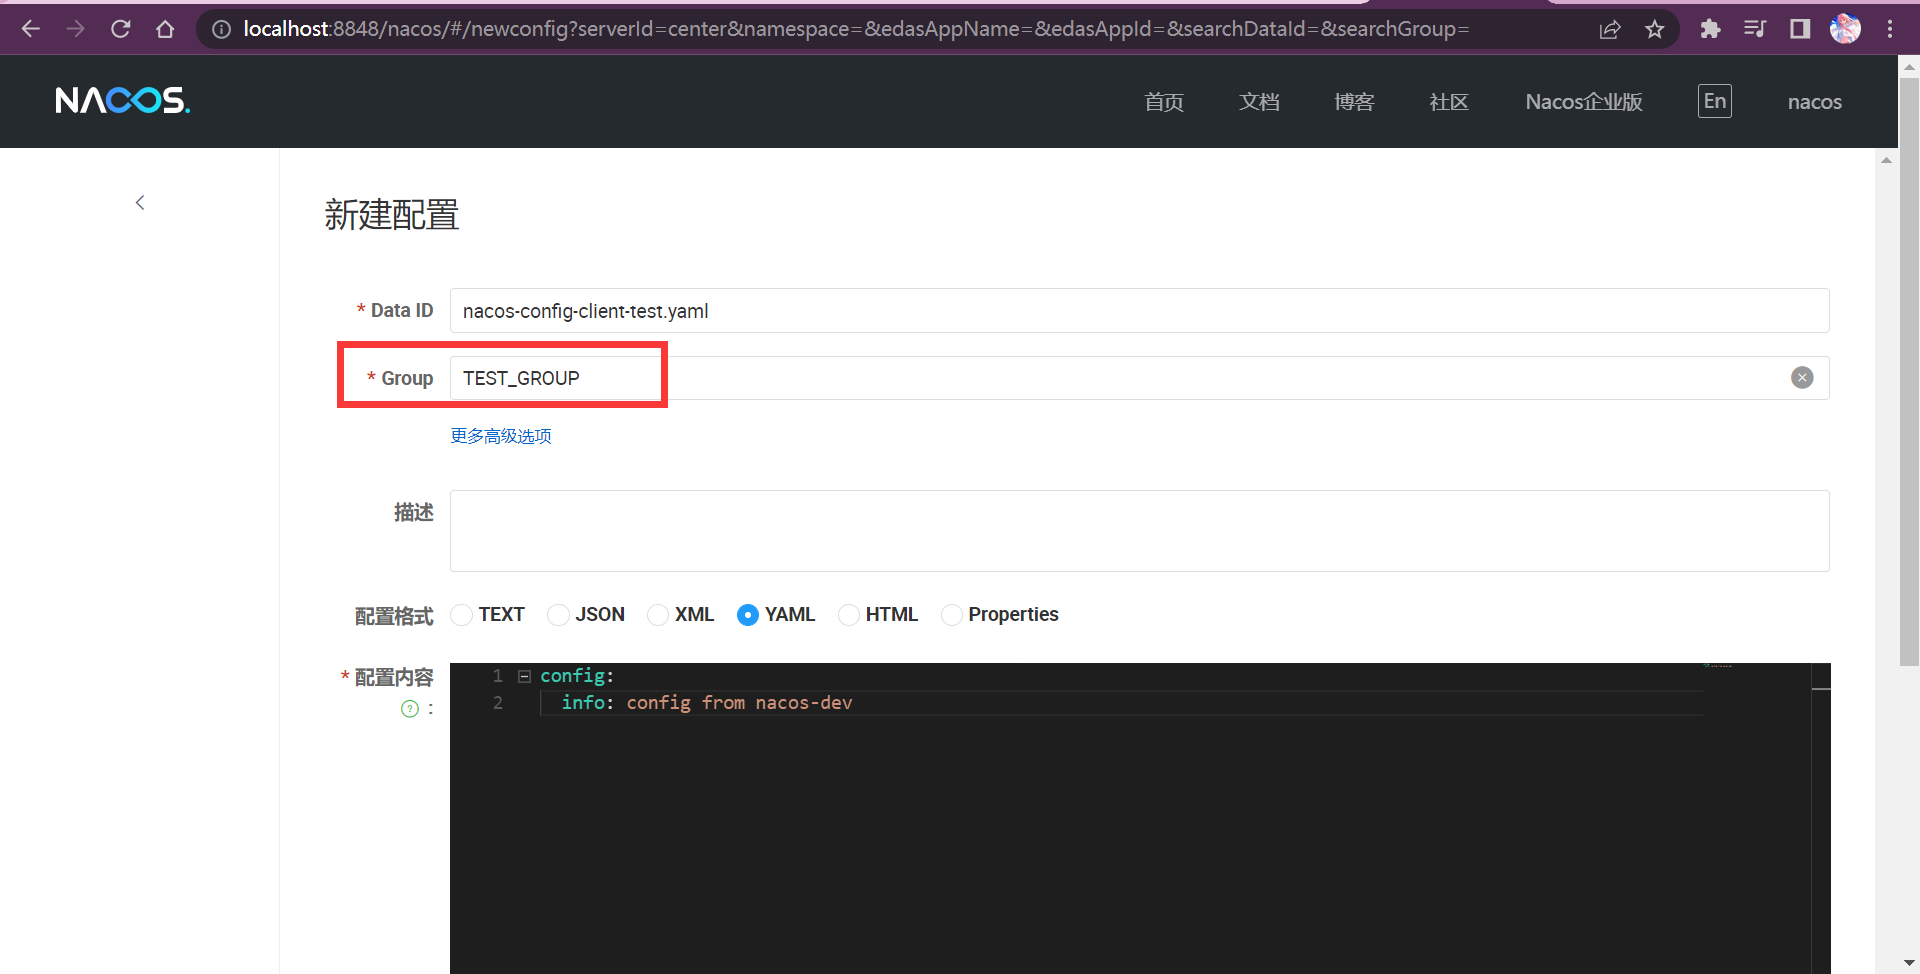 localhost:8848/nacos/#/newconfig?serverId=center&namespace=&edasAppName=&edasAppId=&searchDataId=&searchGroup=
NACOS.
首页 文档 博客 社区 Nacos企业版 En nacos
新建配置
* Data ID nacos-config-client-test.yaml
* Group TEST_GROUP
更多高级选项
描述
配置格式 TEXT JSON XML YAML HTML Properties
* 配置内容
? :
1 config:
2 info: config from nacos-dev